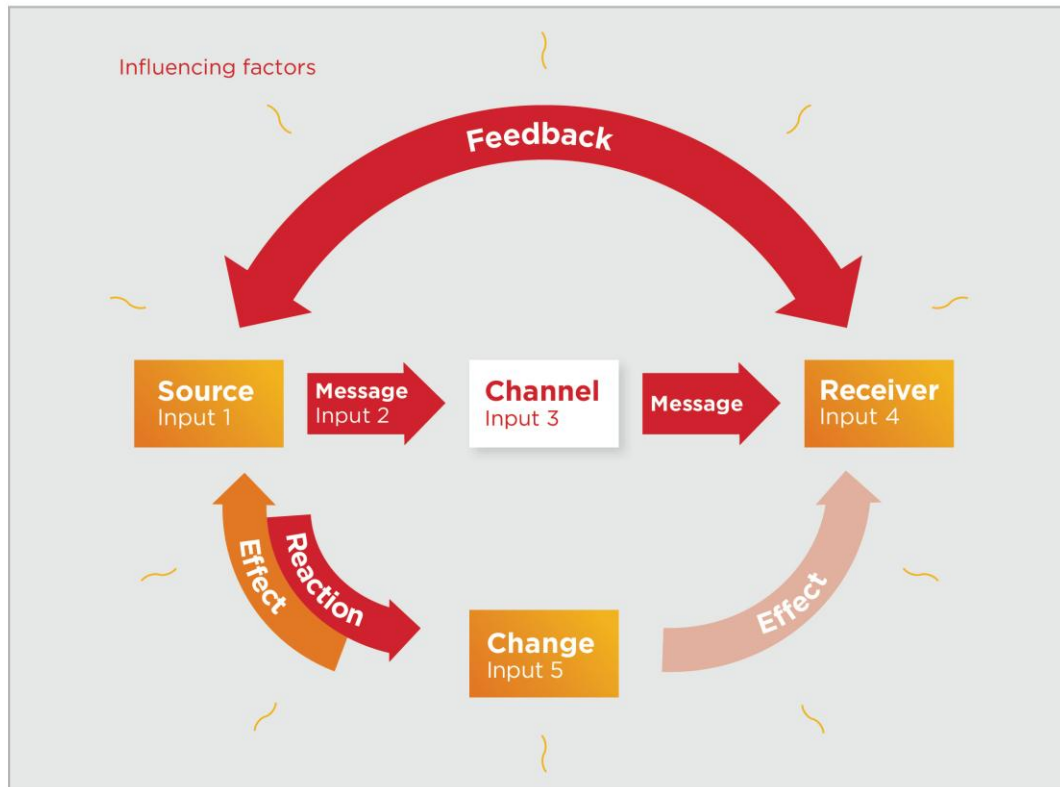 Influencing factors
Feedback
Source
Input 1
Message
Input 2
Channel
Input 3
Message
Receiver
Input 4
Effect
Reaction
Change
Input 5
Effect